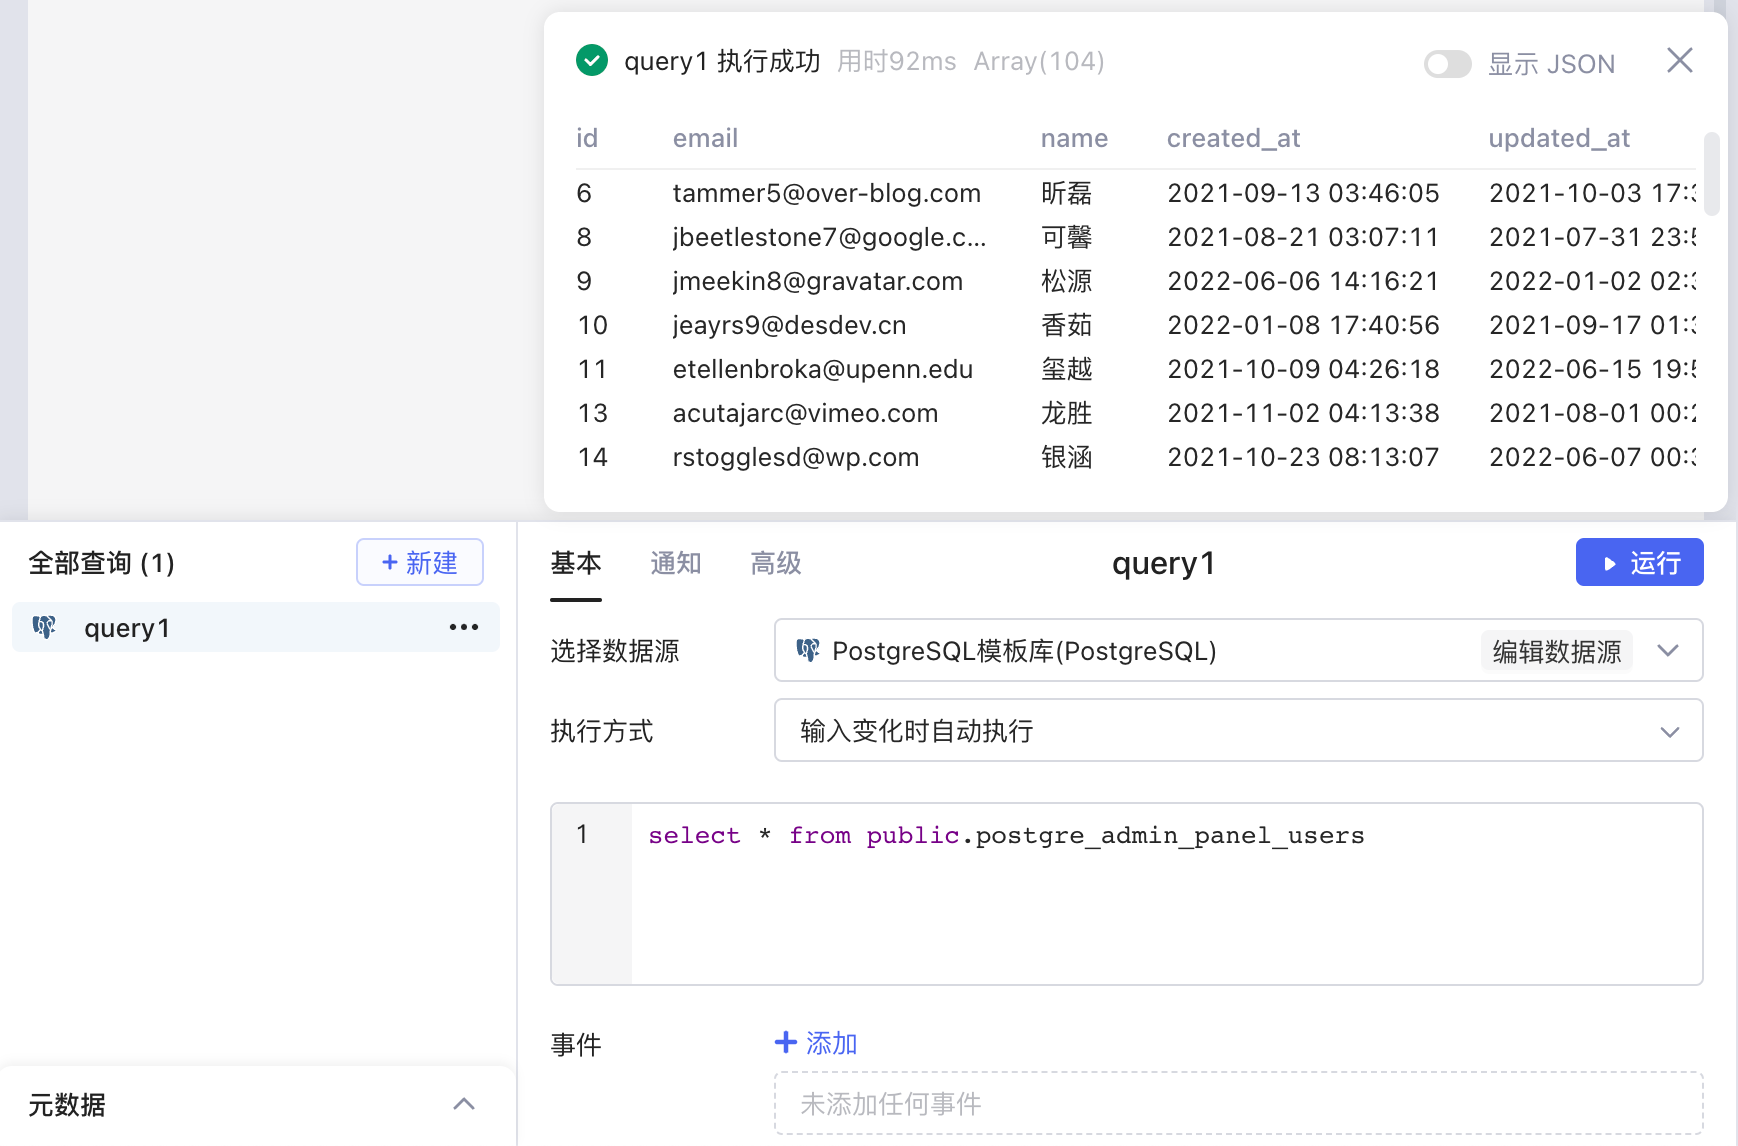 query1 执行成功 用时92ms Array(104) 显示 JSON
id email name created_at updated_at
6 tammer5@over-blog.com 昕磊 2021-09-13 03:46:05 2021-10-03 17:3
8 jbeetlestone7@google.c... 可馨 2021-08-21 03:07:11 2021-07-31 23:5
9 jmeekin8@gravatar.com 松源 2022-06-06 14:16:21 2022-01-02 02:3
10 jeayrs9@desdev.cn 香茹 2022-01-08 17:40:56 2021-09-17 01:3
11 etellenbroka@upenn.edu 玺越 2021-10-09 04:26:18 2022-06-15 19:5
13 acutajarc@vimeo.com 龙胜 2021-11-02 04:13:38 2021-08-01 00:2
14 rstogglesd@wp.com 银涵 2021-10-23 08:13:07 2022-06-07 00:3
全部查询 (1) + 新建
query1
元数据
基本 通知 高级 query1 运行
选择数据源 PostgreSQL模板库(PostgreSQL) 编辑数据源
执行方式 输入变化时自动执行
1 select * from public.postgre_admin_panel_users
事件 + 添加
未添加任何事件